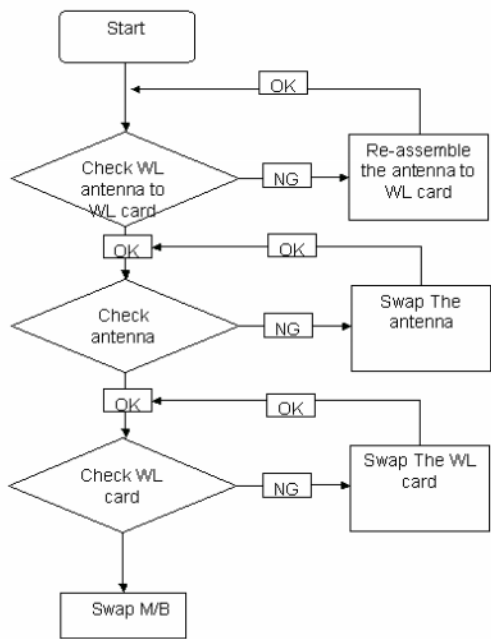 Start
OK
Check WL
antenna to
WL card
NG
Re-assemble
the antenna to
WL card
OK
OK
Check
antenna
NG
Swap The
antenna
OK
OK
Check WL
card
NG
Swap The WL
card
Swap M/B